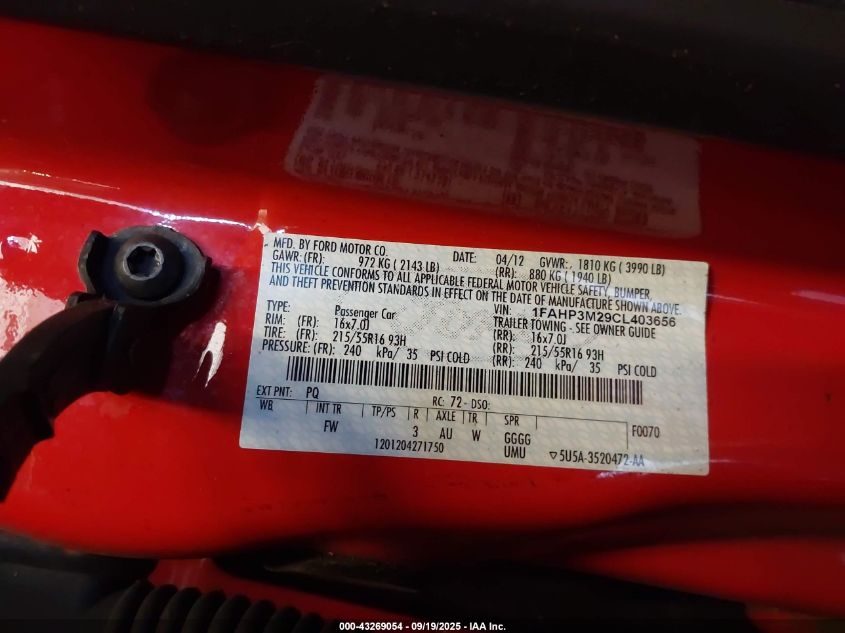 MFD. BY FORD MOTOR CO. DATE: 04/12 GVWR: 1810 KG ( 3990 LB)
GAWR: (FR): 972 KG ( 2143 LB) (RR): 880 KG ( 1940 LB)
THIS VEHICLE CONFORMS TO ALL APPLICABLE FEDERAL MOTOR VEHICLE SAFETY, BUMPER
AND THEFT PREVENTION STANDARDS IN EFFECT ON THE DATE OF MANUFACTURE SHOWN ABOVE.
VIN: 1FAHP3M29CL403656
TYPE: Passenger Car TRAILER TOWING - SEE OWNER GUIDE
RIM: (FR): 16x7.0J (RR): 16x7.0J
TIRE: (FR): 215/55R16 93H (RR): 215/55R16 93H
PRESSURE: (FR): 240 kPa/ 35 PSI COLD (RR): 240 kPa/ 35 PSI COLD
EXT PNT: PQ RC: 72 - DSO:
WB INT TR TP/PS R AXLE TR SPR F0070
FW 3 AU W GGGG
1201204271750 UMU ▽5U5A-3520472-AA
000-43269054 - 09/19/2025 - IAA Inc.